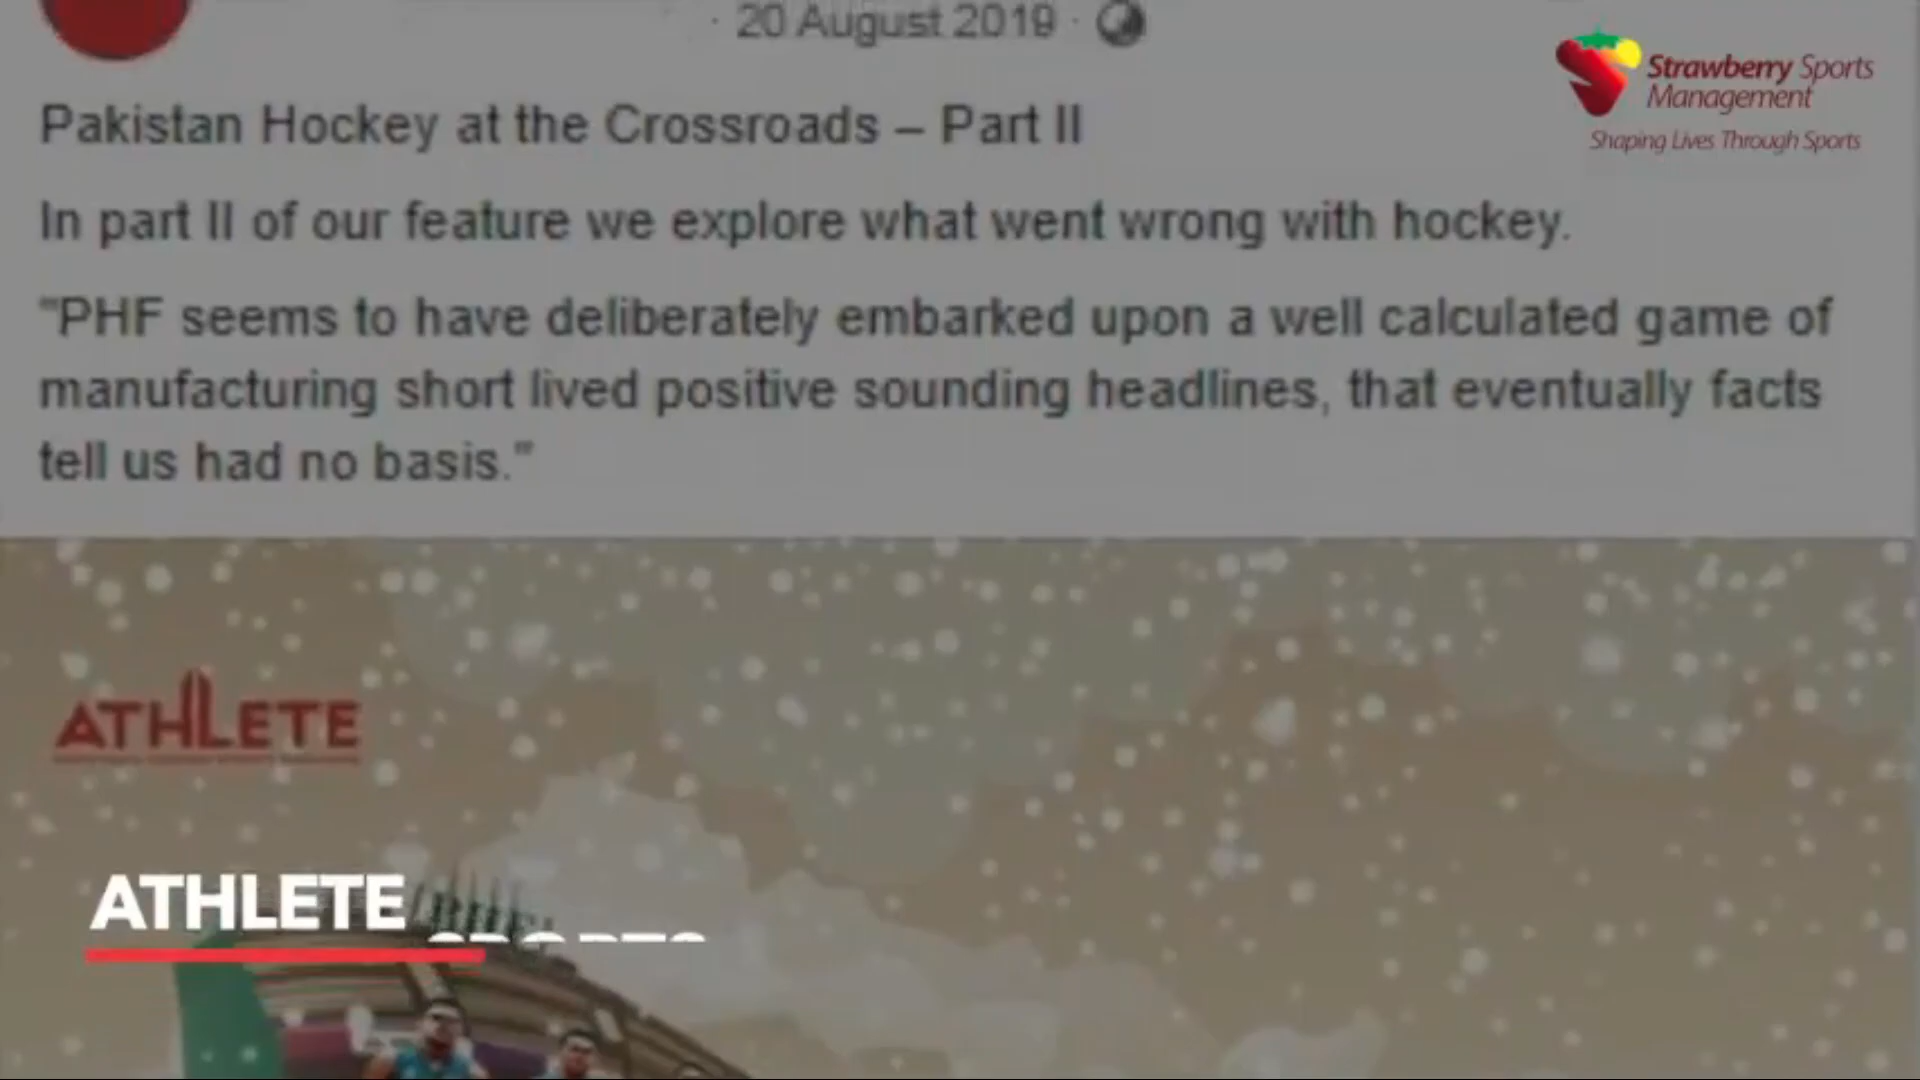 20 August 2019
Strawberry Sports
Management
Shaping Lives Through Sports
Pakistan Hockey at the Crossroads – Part II
In part II of our feature we explore what went wrong with hockey.
"PHF seems to have deliberately embarked upon a well calculated game of
manufacturing short lived positive sounding headlines, that eventually facts
tell us had no basis."
ATHLETE
ATHLETE